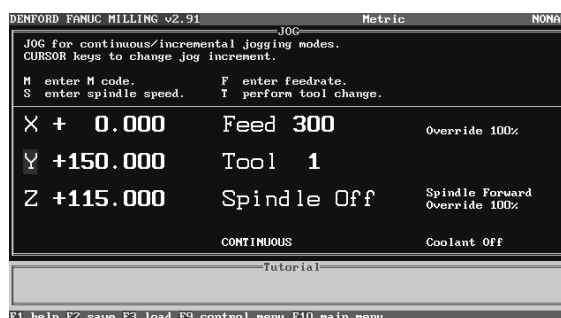 DENFORD FANUC MILLING v2.91 Metric NONA
JOG
JOG for continuous/incremental jogging modes.
CURSOR keys to change jog increment.
M enter M code. F enter feedrate.
S enter spindle speed. T perform tool change.
X + 0.000 Feed 300 Override 100%
Y +150.000 Tool 1
Z +115.000 Spindle Off Spindle Forward
Override 100%
CONTINUOUS Coolant Off
Tutorial
F1 help F2 save F3 load F9 control menu F10 main menu